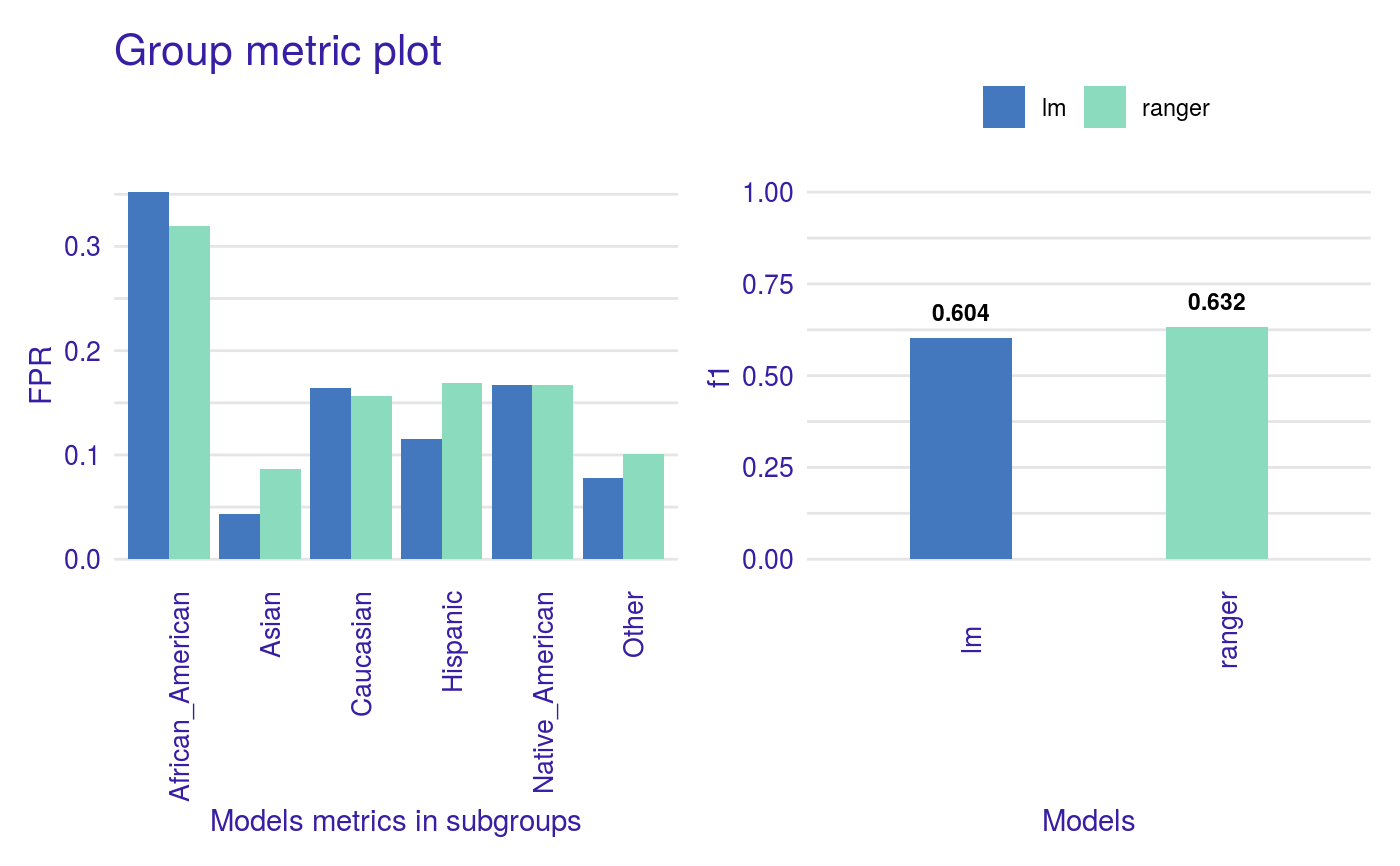 Group metric plot
lm
ranger
FPR
0.3
0.2
0.1
0.0
African_American
Asian
Caucasian
Hispanic
Native_American
Other
Models metrics in subgroups
f1
1.00
0.75
0.50
0.25
0.00
0.604
0.632
lm
ranger
Models